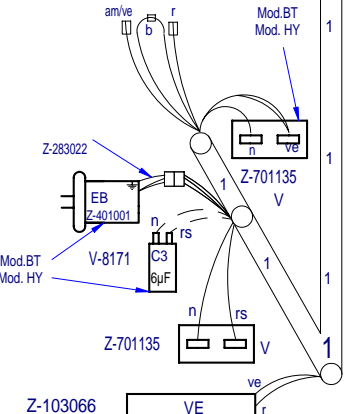 am/ve
b
r
Mod.BT
Mod. HY
1
n
ve
Z-283022
1
Z-701135
V
1
EB
Z-401001
n
rs
Mod.BT
Mod. HY
V-8171
C3
6µF
1
1
n
rs
Z-701135
V
1
ve
Z-103066
VE
r